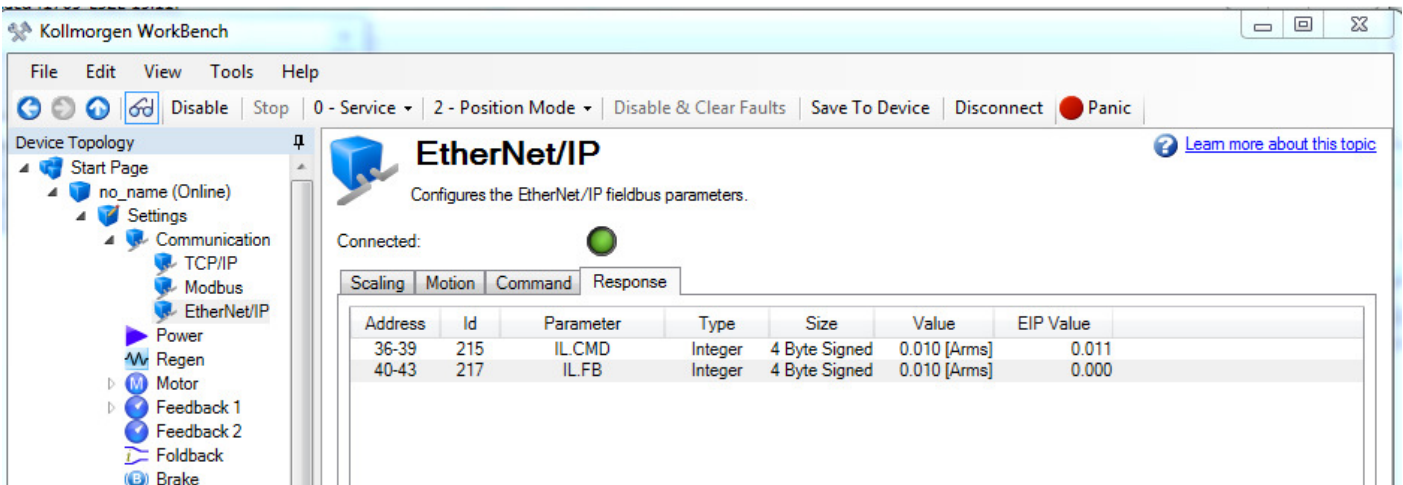 Kollmorgen WorkBench
File Edit View Tools Help
Disable Stop 0 - Service 2 - Position Mode Disable & Clear Faults Save To Device Disconnect Panic
Device Topology
Start Page
no_name (Online)
Settings
Communication
TCP/IP
Modbus
EtherNet/IP
Power
Regen
Motor
Feedback 1
Feedback 2
Foldback
Brake
EtherNet/IP
Learn more about this topic
Configures the EtherNet/IP fieldbus parameters.
Connected:
Scaling Motion Command Response
Address Id Parameter Type Size Value EIP Value
36-39 215 IL.CMD Integer 4 Byte Signed 0.010 [Arms] 0.011
40-43 217 IL.FB Integer 4 Byte Signed 0.010 [Arms] 0.000